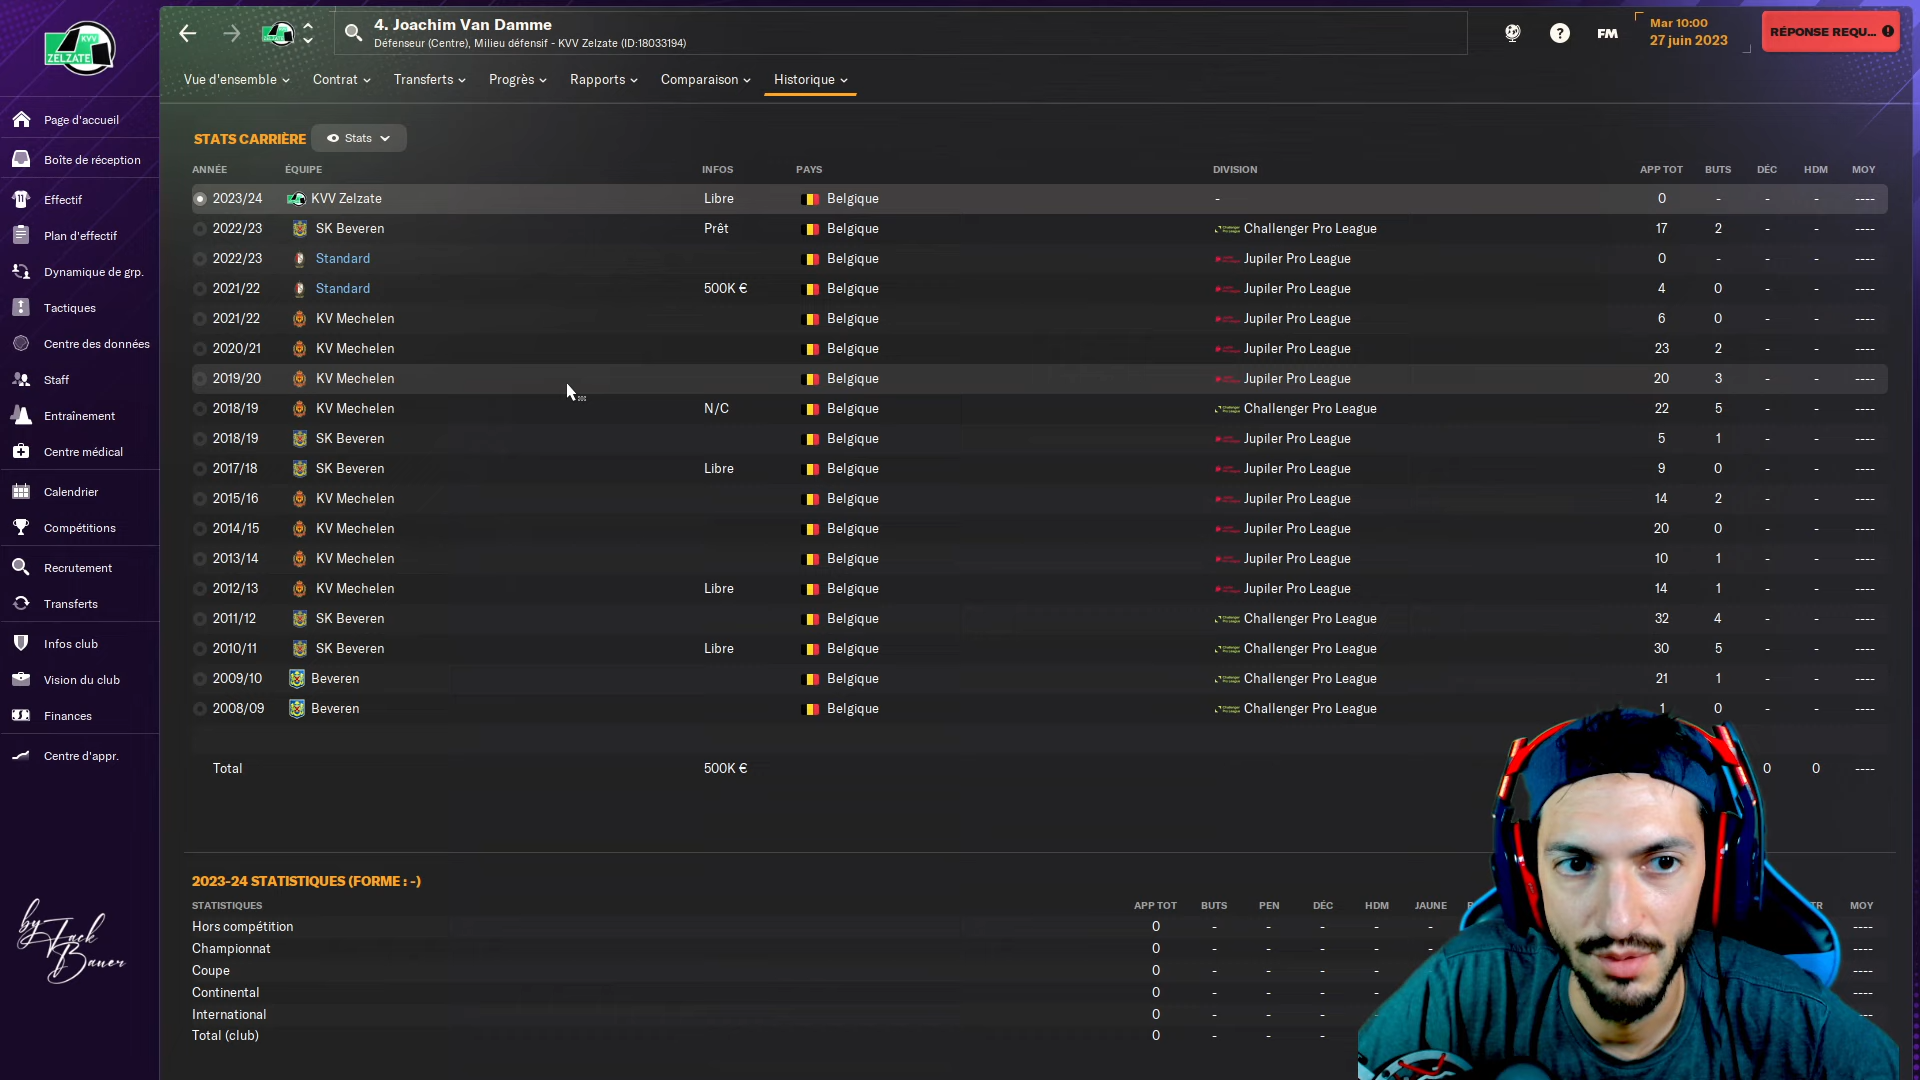 4. Joachim Van Damme
Défenseur (Centre), Milieu défensif - KVV Zelzate (ID:18033194)
FM
Mar 10:00
27 juin 2023
RÉPONSE REQU...
KVV
ZELZATE
Vue d'ensemble
Contrat
Transferts
Progrès
Rapports
Comparaison
Historique
Page d'accueil
Boîte de réception
Effectif
Plan d'effectif
Dynamique de grp.
Tactiques
Centre des données
Staff
Entraînement
Centre médical
Calendrier
Compétitions
Recrutement
Transferts
Infos club
Vision du club
Finances
Centre d'appr.
by Jack Bauer
STATS CARRIÈRE Stats
ANNÉE ÉQUIPE INFOS PAYS DIVISION APP TOT BUTS DÉC HDM MOY
2023/24 KVV Zelzate Libre Belgique - 0 - - - ----
2022/23 SK Beveren Prêt Belgique Challenger Pro League 17 2 - - ----
2022/23 Standard Belgique Jupiler Pro League 0 - - - ----
2021/22 Standard 500K € Belgique Jupiler Pro League 4 0 - - ----
2021/22 KV Mechelen Belgique Jupiler Pro League 6 0 - - ----
2020/21 KV Mechelen Belgique Jupiler Pro League 23 2 - - ----
2019/20 KV Mechelen Belgique Jupiler Pro League 20 3 - - ----
2018/19 KV Mechelen N/C Belgique Challenger Pro League 22 5 - - ----
2018/19 SK Beveren Belgique Jupiler Pro League 5 1 - - ----
2017/18 SK Beveren Libre Belgique Jupiler Pro League 9 0 - - ----
2015/16 KV Mechelen Belgique Jupiler Pro League 14 2 - - ----
2014/15 KV Mechelen Belgique Jupiler Pro League 20 0 - - ----
2013/14 KV Mechelen Belgique Jupiler Pro League 10 1 - - ----
2012/13 KV Mechelen Libre Belgique Jupiler Pro League 14 1 - - ----
2011/12 SK Beveren Belgique Challenger Pro League 32 4 - - ----
2010/11 SK Beveren Libre Belgique Challenger Pro League 30 5 - - ----
2009/10 Beveren Belgique Challenger Pro League 21 1 - - ----
2008/09 Beveren Belgique Challenger Pro League 1 0 - - ----
Total 500K € 0 0 ----
2023-24 STATISTIQUES (FORME : -)
STATISTIQUES APP TOT BUTS PEN DÉC HDM JAUNE TR MOY
Hors compétition 0 - - - - - ----
Championnat 0 - - - - - ----
Coupe 0 - - - - ----
Continental 0 - - - - ----
International 0 - - - ----
Total (club) 0 - - - ----